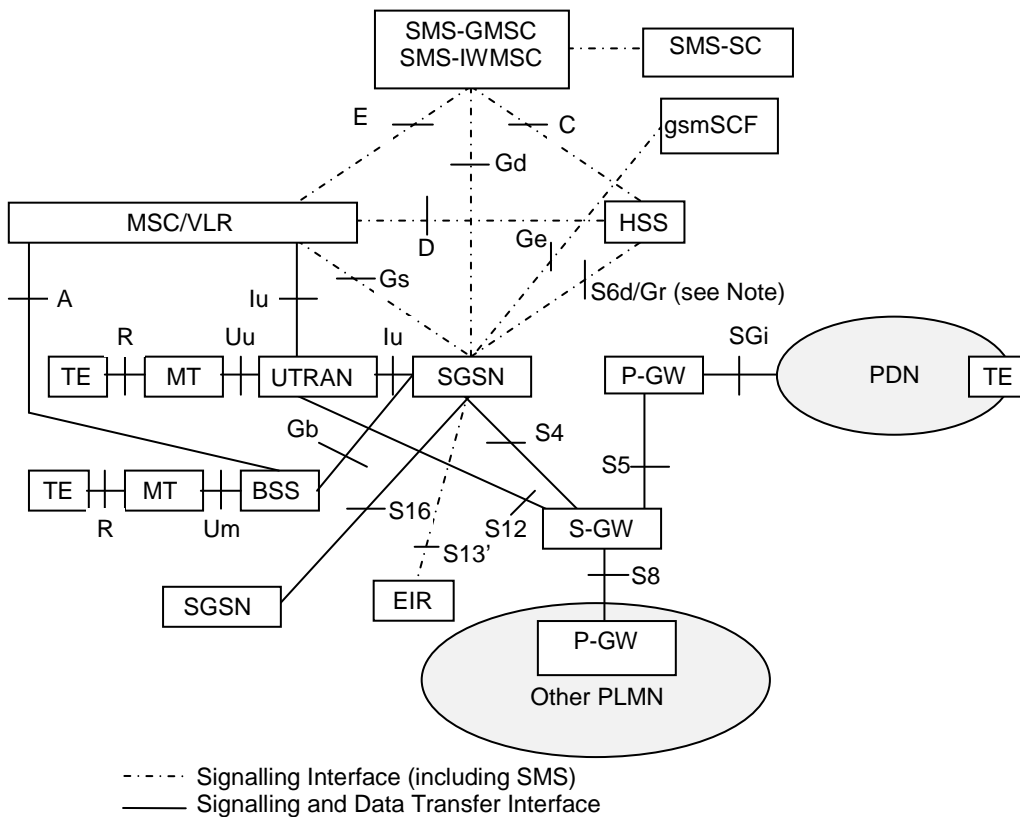 SMS-GMSC
SMS-IWMSC
SMS-SC
E
C
gsmSCF
Gd
MSC/VLR
HSS
D
Ge
Gs
S6d/Gr (see Note)
A
Iu
SGi
R
Uu
Iu
TE
MT
UTRAN
SGSN
P-GW
PDN
TE
Gb
S4
S5
TE
MT
BSS
R
Um
S16
S12
S-GW
S13’
S8
SGSN
EIR
P-GW
Other PLMN
Signalling Interface (including SMS)
Signalling and Data Transfer Interface